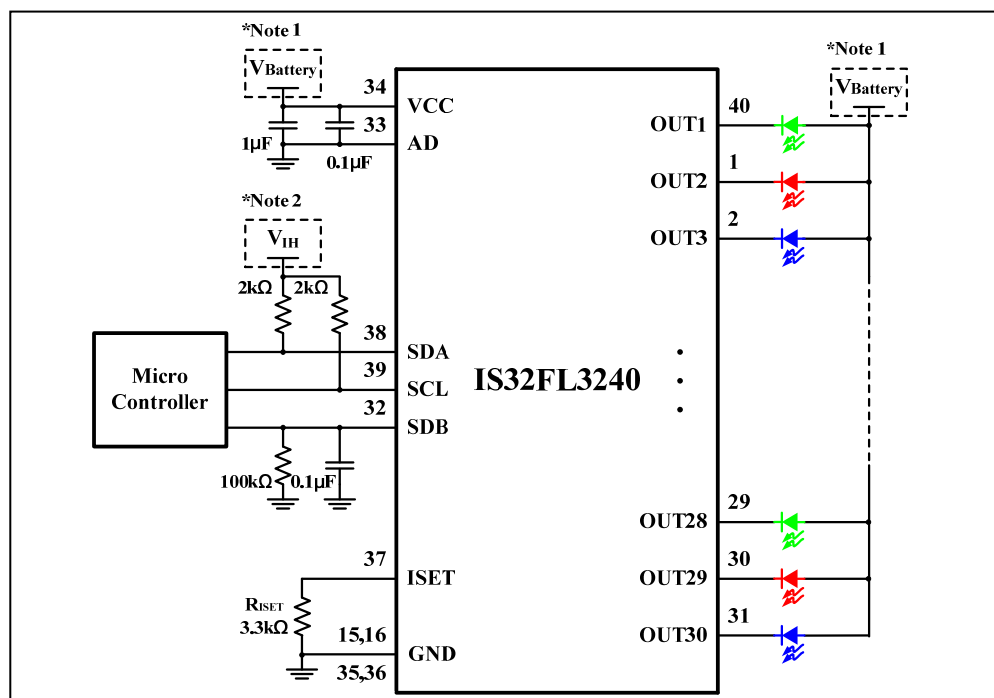 *Note 1
VBattery
34
VCC
33
AD
1µF
0.1µF
*Note 2
VIH
2kΩ 2kΩ
38
SDA
39
SCL
32
SDB
Micro
Controller
100kΩ 0.1µF
37
ISET
RISET
3.3kΩ
15,16
GND
35,36
IS32FL3240
*Note 1
VBattery
40
OUT1
1
OUT2
2
OUT3
29
OUT28
30
OUT29
31
OUT30